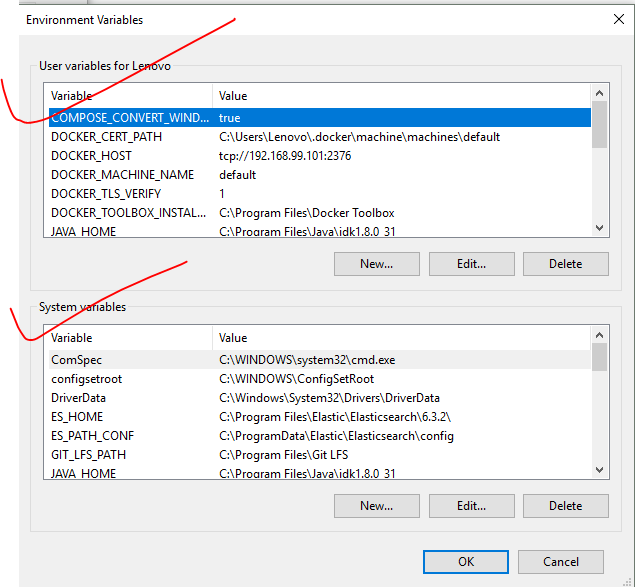 Environment Variables
User variables for Lenovo
Variable Value
COMPOSE_CONVERT_WIND... true
DOCKER_CERT_PATH C:\Users\Lenovo\.docker\machine\machines\default
DOCKER_HOST tcp://192.168.99.101:2376
DOCKER_MACHINE_NAME default
DOCKER_TLS_VERIFY 1
DOCKER_TOOLBOX_INSTAL... C:\Program Files\Docker Toolbox
JAVA_HOME C:\Program Files\Java\jdk1.8.0_31
New... Edit... Delete
System variables
Variable Value
ComSpec C:\WINDOWS\system32\cmd.exe
configsetroot C:\WINDOWS\ConfigSetRoot
DriverData C:\Windows\System32\Drivers\DriverData
ES_HOME C:\Program Files\Elastic\Elasticsearch\6.3.2\
ES_PATH_CONF C:\ProgramData\Elastic\Elasticsearch\config
GIT_LFS_PATH C:\Program Files\Git LFS
JAVA_HOME C:\Program Files\Java\jdk1.8.0_31
New... Edit... Delete
OK Cancel